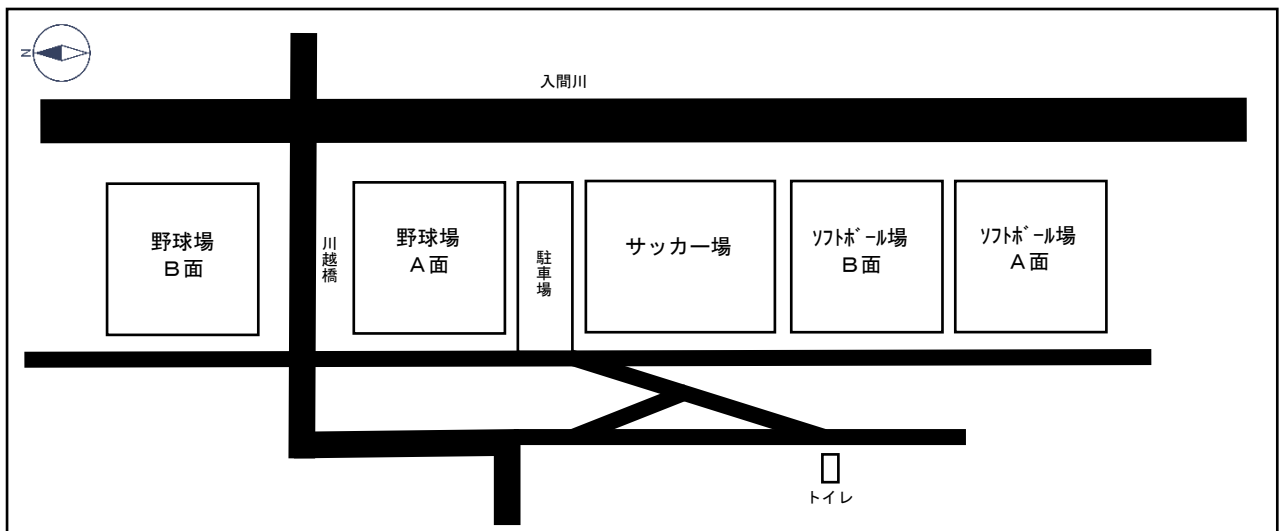 N
入間川
野球場
Ｂ面
川越橋
野球場
Ａ面
駐車場
サッカー場
ｿﾌﾄﾎﾞｰﾙ場
Ｂ面
ｿﾌﾄﾎﾞｰﾙ場
Ａ面
トイレ